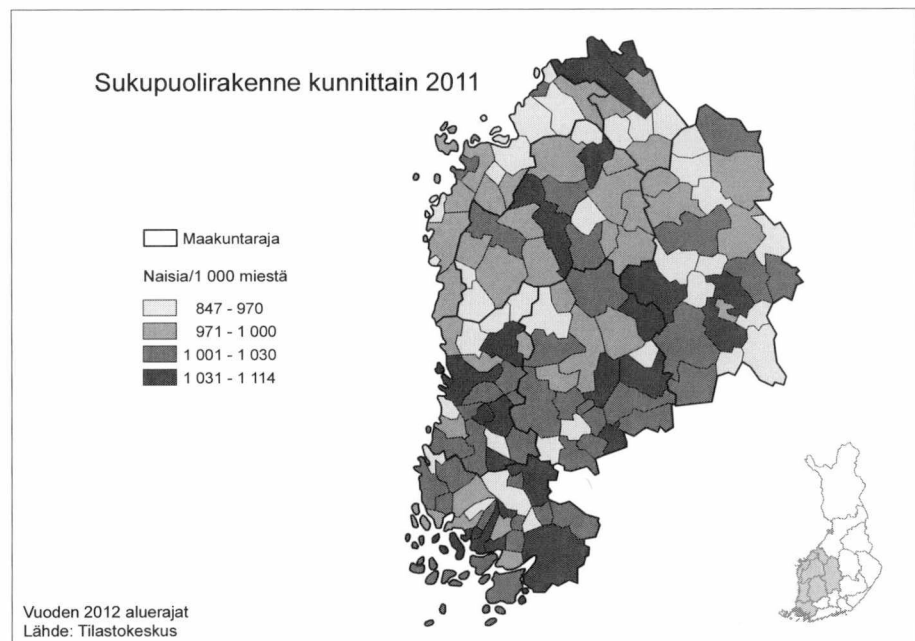 Sukupuolirakenne kunnittain 2011
Maakuntaraja
Naisia/1 000 miestä
847 - 970
971 - 1 000
1 001 - 1 030
1 031 - 1 114
Vuoden 2012 aluerajat
Lähde: Tilastokeskus